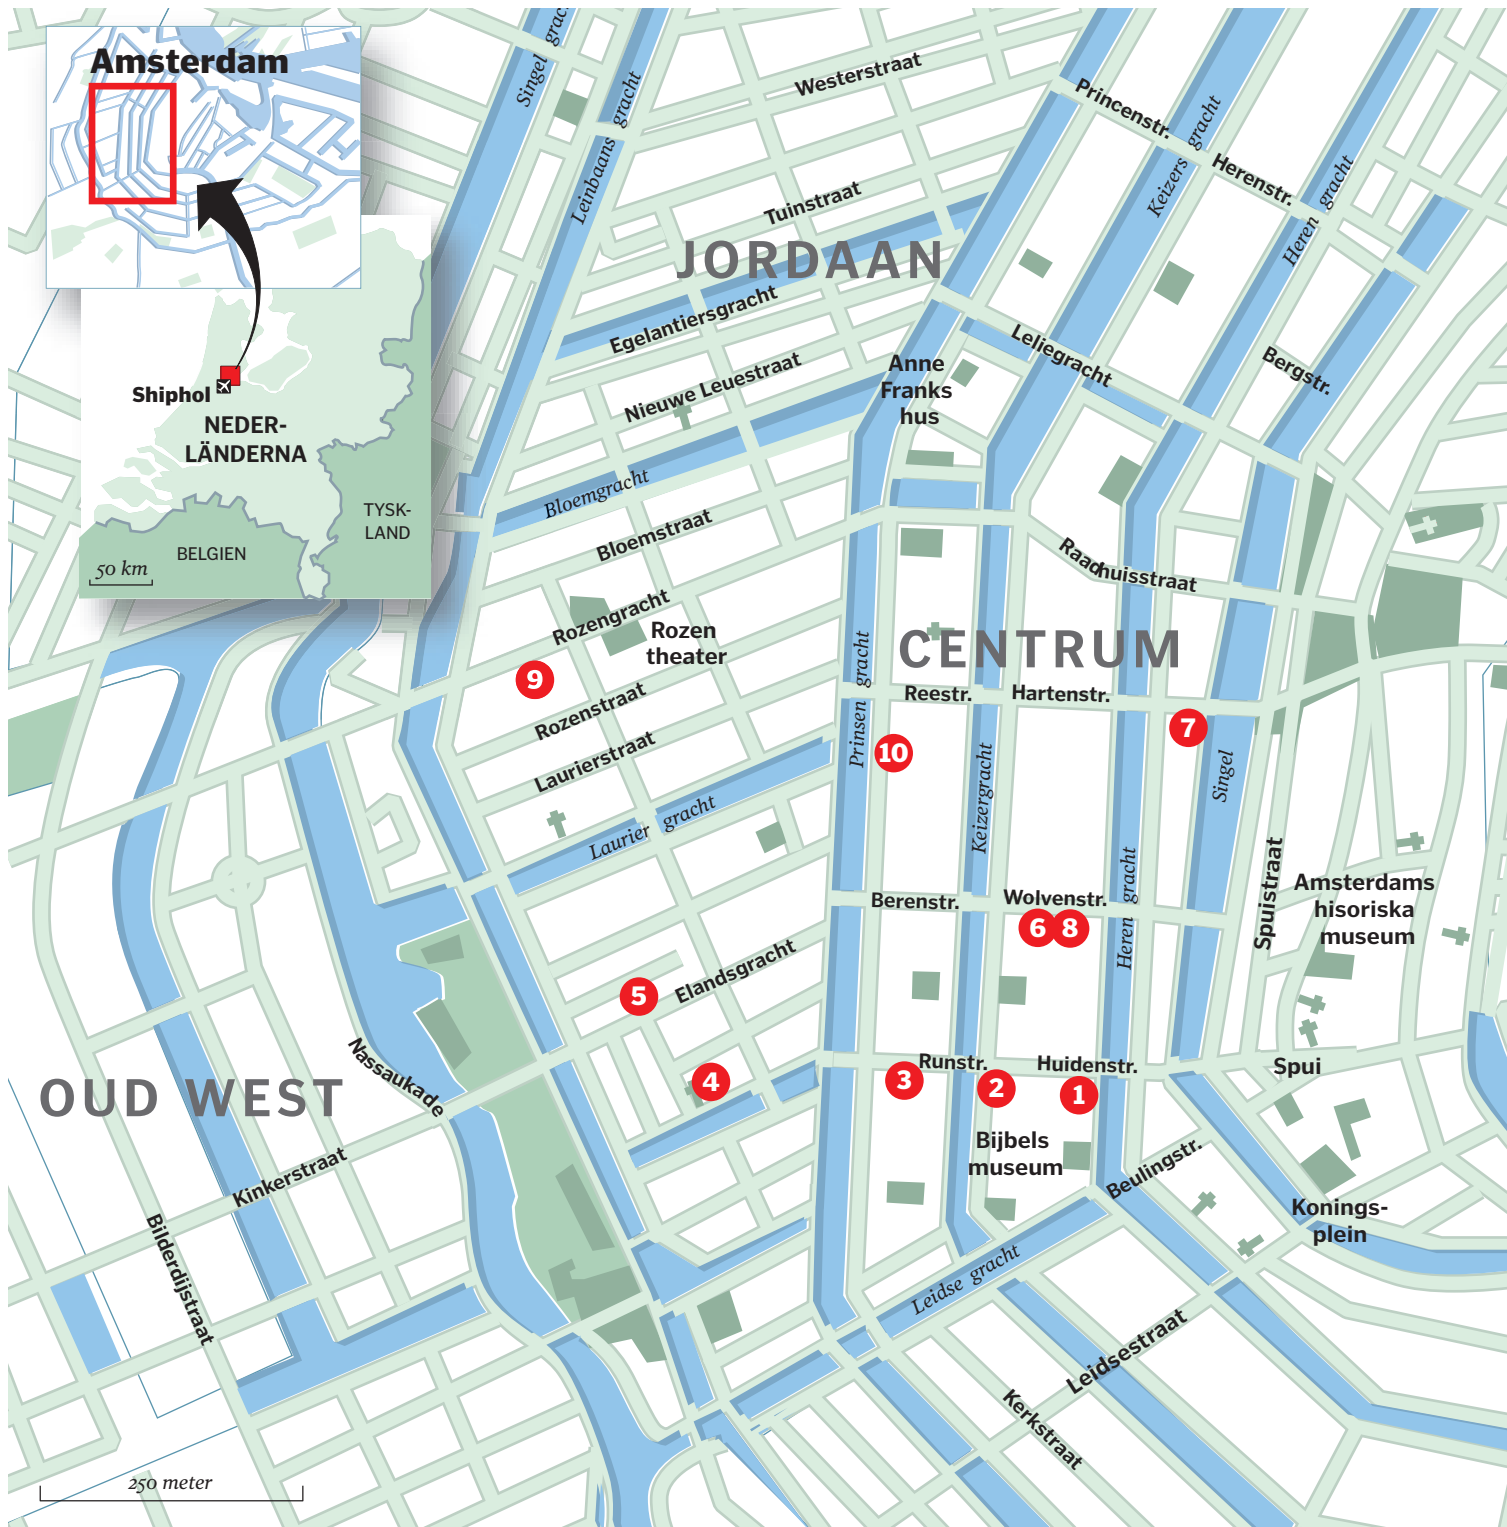 Amsterdam
Shiphol
NEDER-
LÄNDERNA
TYSK-
LAND
BELGIEN
50 km
Singel grac
Leinbaans gracht
Westerstraat
Princenstr.
Keizers gracht
Herenstr.
Heren gracht
Tuinstraat
JORDAAN
Egelantiersgracht
Leliegracht
Bergstr.
Anne
Franks
hus
Nieuwe Leuestraat
Bloemgracht
Bloemstraat
Raadhuisstraat
Rozengracht
Rozen
theater
CENTRUM
9
Rozenstraat
Prinsen gracht
Reestr.
Hartenstr.
7
10
Laurierstraat
Keizergracht
Singel
Laurier gracht
Berenstr.
Wolvenstr.
6
8
Heren gracht
Spuistraat
Amsterdams
hisoriska
museum
Elandsgracht
5
Nassaukade
OUD WEST
4
3
Runstr.
2
Huidenstr.
1
Spui
Bijbels
museum
Beulingstr.
Kinkerstraat
Bilderdijstraat
Konings-
plein
Leidse gracht
Leidsestraat
Kerkstraat
250 meter